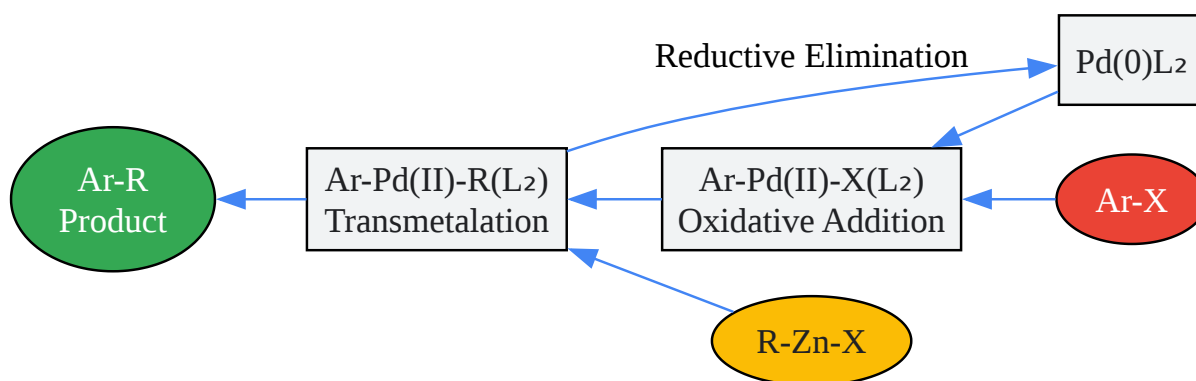 Reductive Elimination
Pd(0)L₂
Ar-R
Product
Ar-Pd(II)-R(L₂)
Transmetalation
Ar-Pd(II)-X(L₂)
Oxidative Addition
Ar-X
R-Zn-X